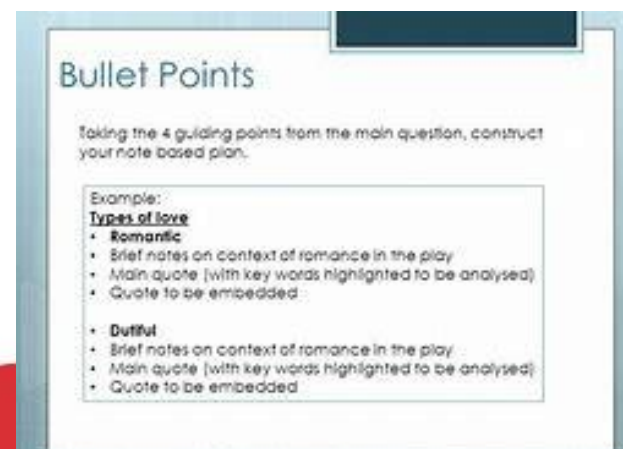 Bullet Points
Taking the 4 guiding points from the main question, construct
your note based plan.
Example:
Types of love
• Romantic
• Brief notes on context of romance in the play
• Main quote (with key words highlighted to be analysed)
• Quote to be embedded
• Dutiful
• Brief notes on context of romance in the play
• Main quote (with key words highlighted to be analysed)
• Quote to be embedded